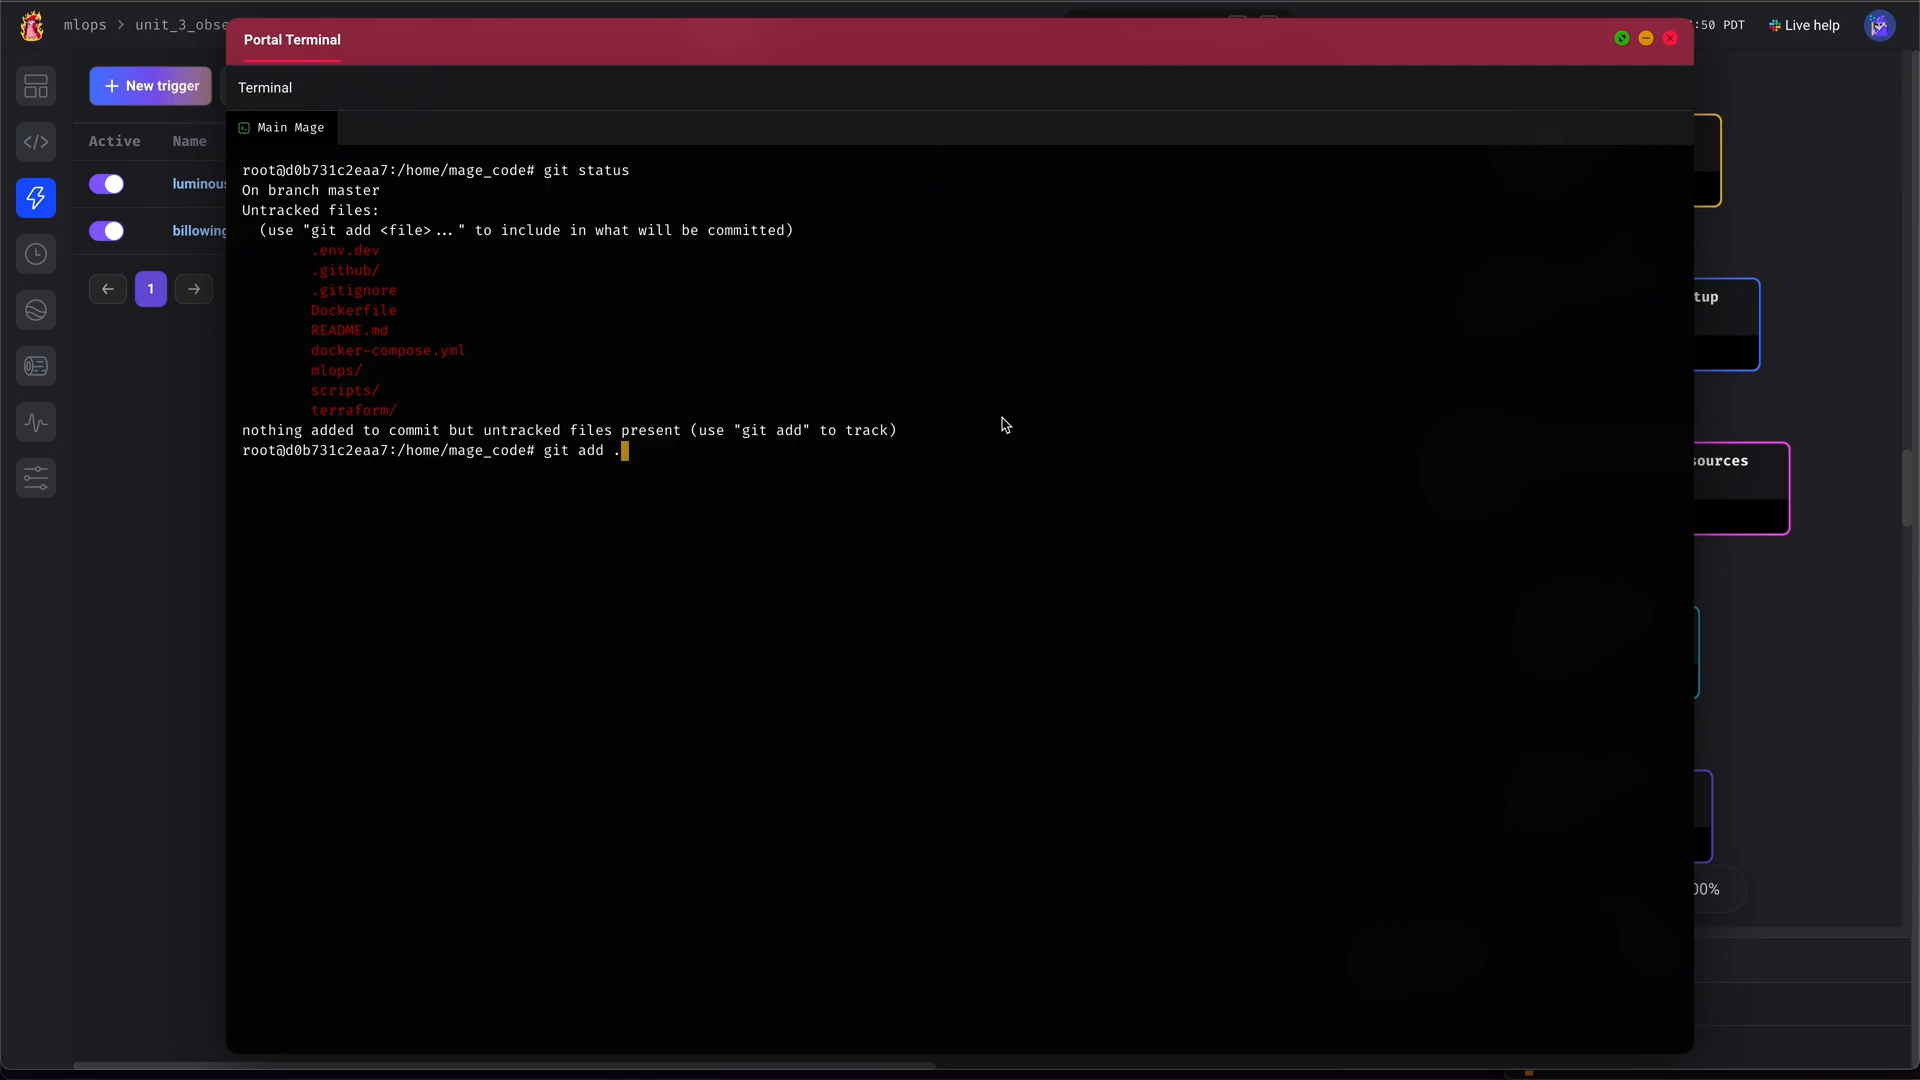 mlops > unit_3_obse
:50 PDT
Live help
Portal Terminal
+ New trigger
Terminal
Main Mage
Active Name
luminou
billowing
← 1 →
root@d0b731c2eaa7:/home/mage_code# git status
On branch master
Untracked files:
(use "git add <file>..." to include in what will be committed)
.env.dev
.github/
.gitignore
Dockerfile
README.md
docker-compose.yml
mlops/
scripts/
terraform/
nothing added to commit but untracked files present (use "git add" to track)
root@d0b731c2eaa7:/home/mage_code# git add .
tup
sources
00%